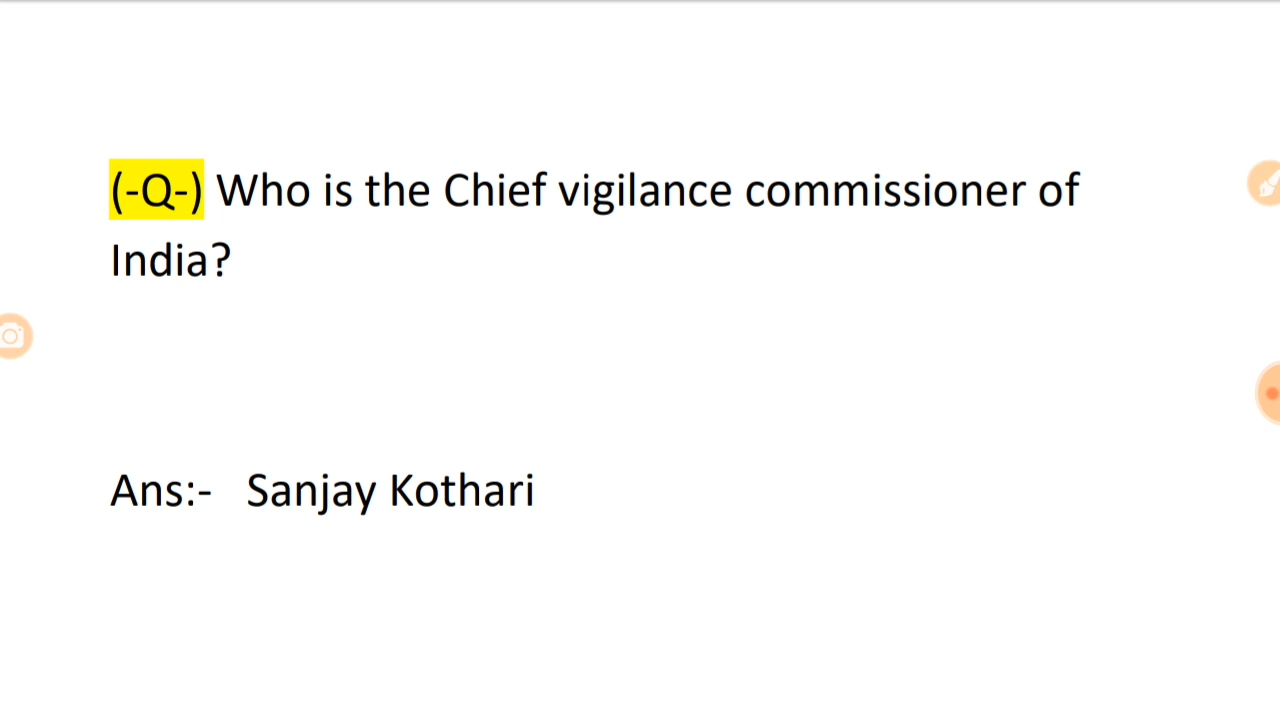 (-Q-) Who is the Chief vigilance commissioner of
India?
Ans:- Sanjay Kothari